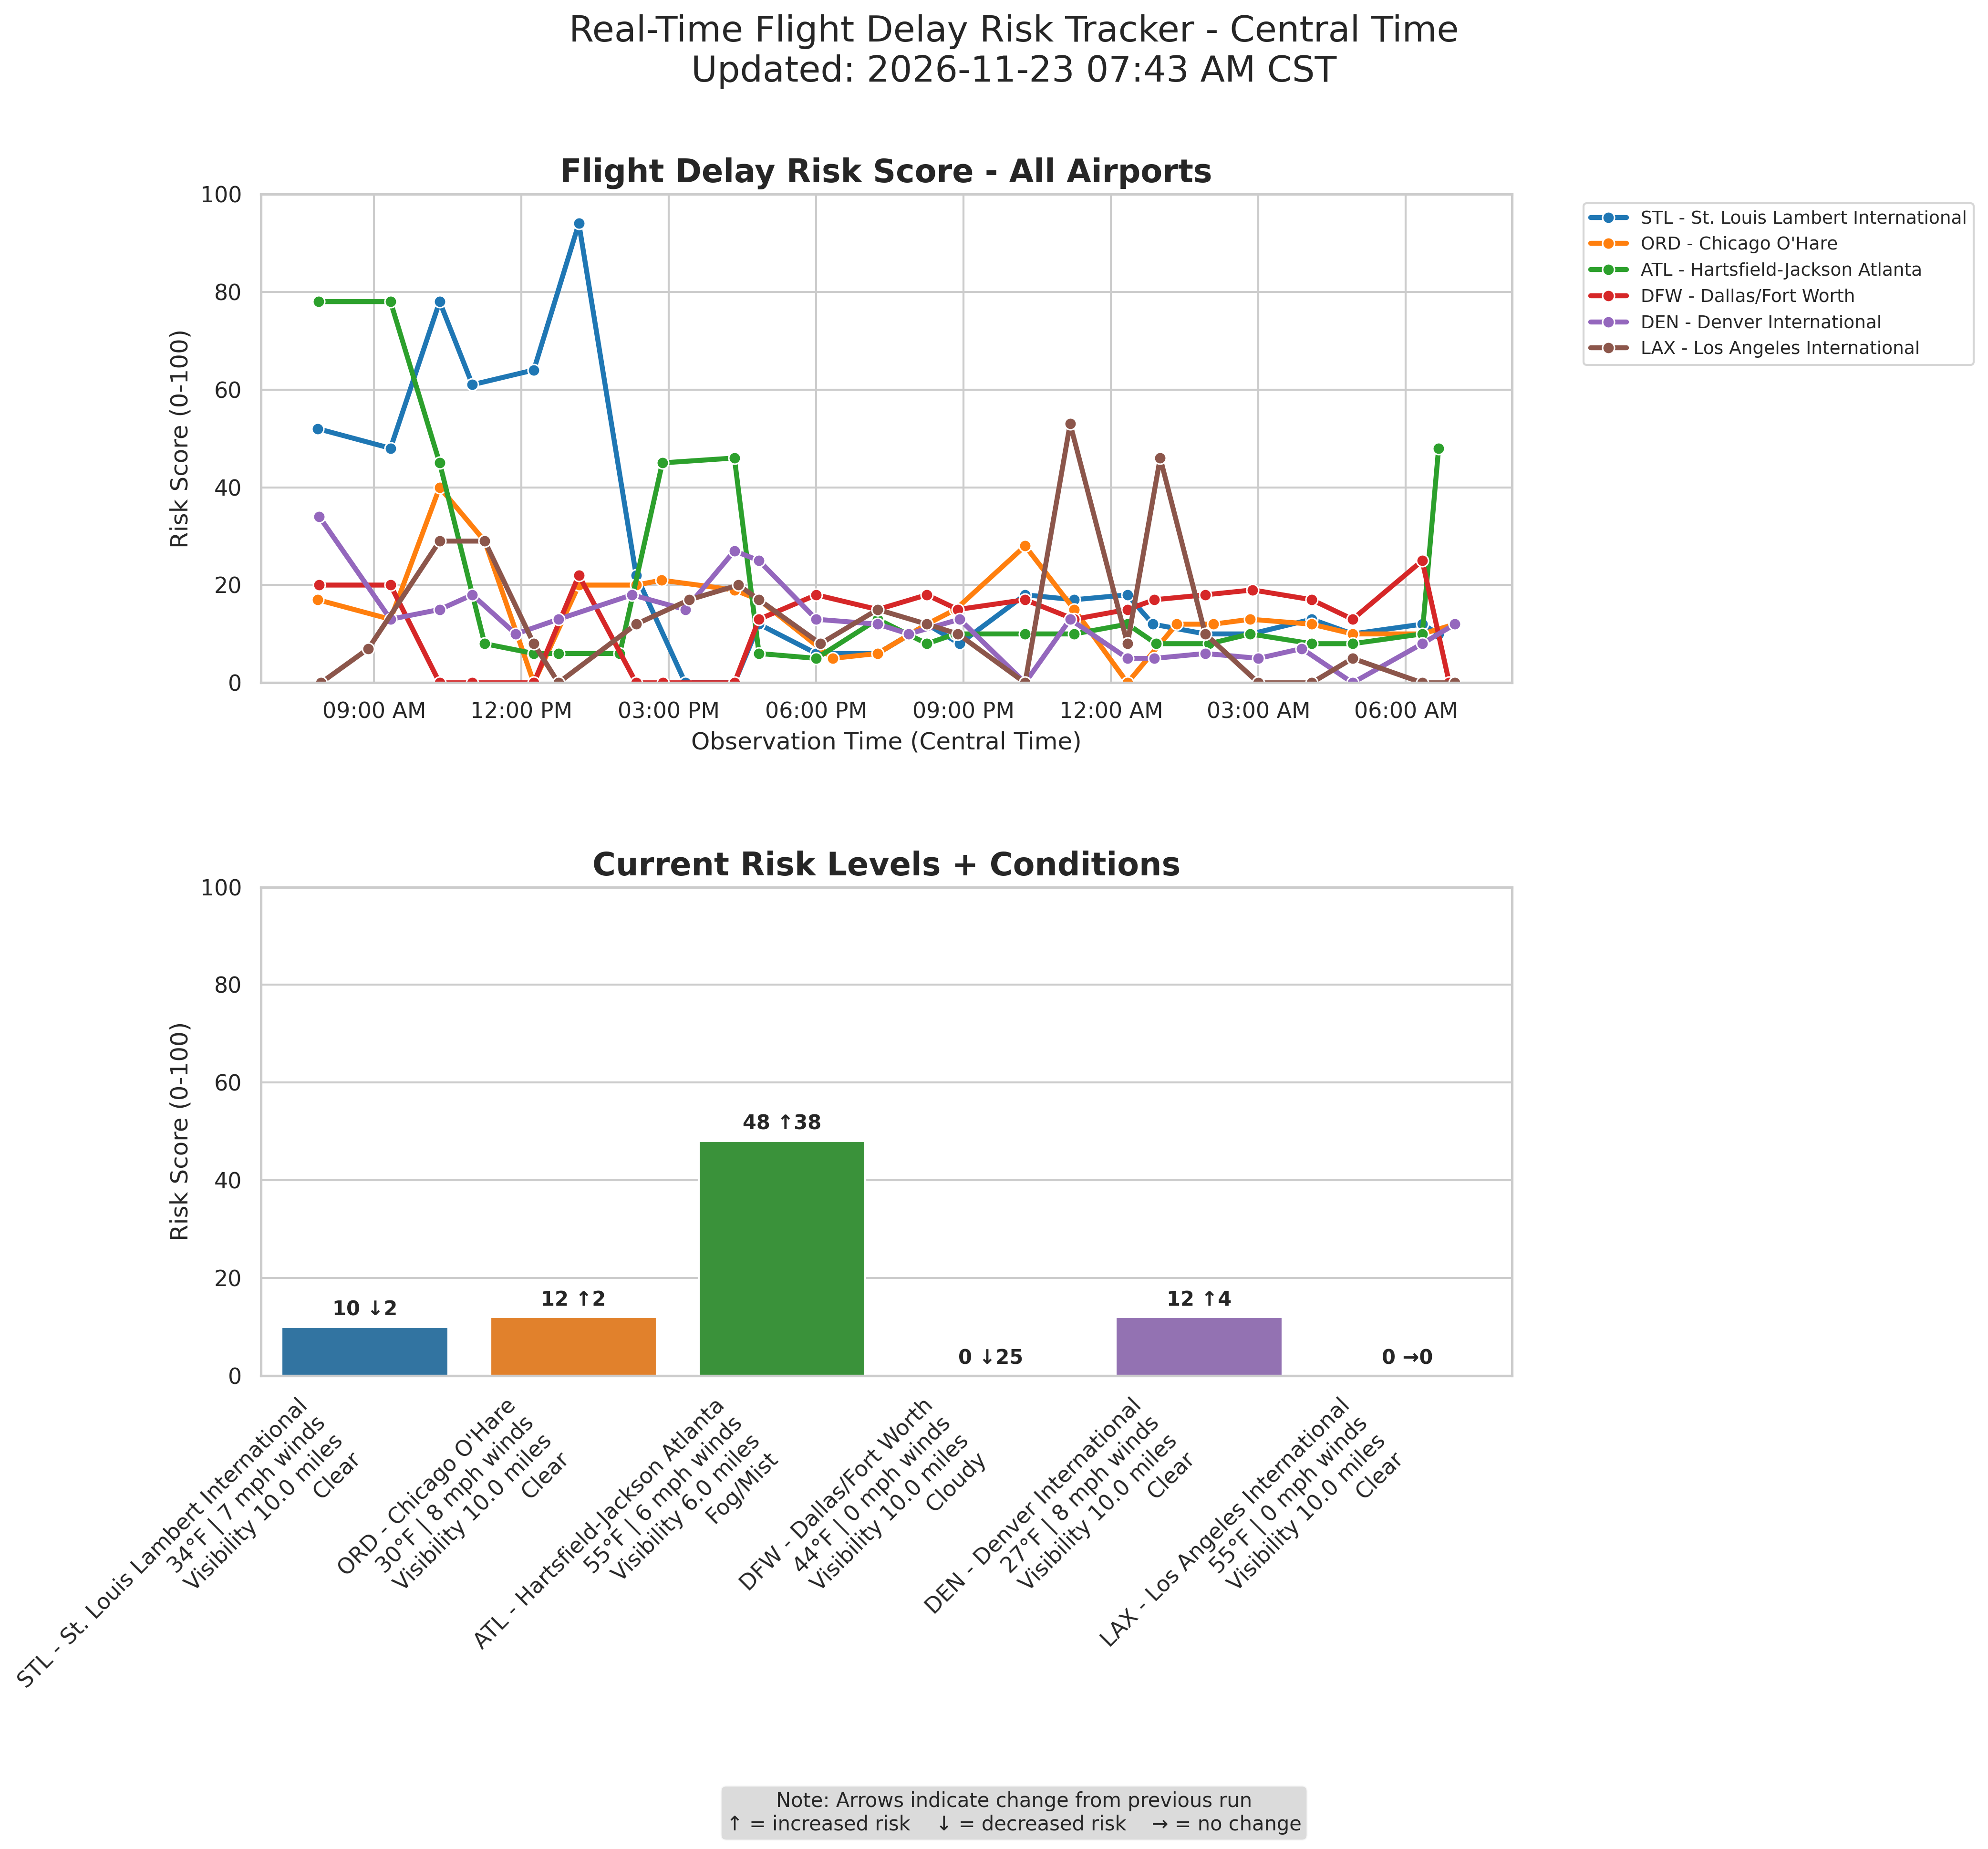 Real-Time Flight Delay Risk Tracker - Central Time
Updated: 2026-11-23 07:43 AM CST
Flight Delay Risk Score - All Airports
Risk Score (0-100)
100
80
60
40
20
0
09:00 AM
12:00 PM
03:00 PM
06:00 PM
09:00 PM
12:00 AM
03:00 AM
06:00 AM
Observation Time (Central Time)
STL - St. Louis Lambert International
ORD - Chicago O'Hare
ATL - Hartsfield-Jackson Atlanta
DFW - Dallas/Fort Worth
DEN - Denver International
LAX - Los Angeles International
Current Risk Levels + Conditions
Risk Score (0-100)
100
80
60
40
20
0
10 ↓2
12 ↑2
48 ↑38
0 ↓25
12 ↑4
0 →0
STL - St. Louis Lambert International
34°F | 7 mph winds
Visibility 10.0 miles
Clear
ORD - Chicago O'Hare
30°F | 8 mph winds
Visibility 10.0 miles
Clear
ATL - Hartsfield-Jackson Atlanta
55°F | 6 mph winds
Visibility 6.0 miles
Fog/Mist
DFW - Dallas/Fort Worth
44°F | 0 mph winds
Visibility 10.0 miles
Cloudy
DEN - Denver International
27°F | 8 mph winds
Visibility 10.0 miles
Clear
LAX - Los Angeles International
55°F | 0 mph winds
Visibility 10.0 miles
Clear
Note: Arrows indicate change from previous run
↑ = increased risk ↓ = decreased risk → = no change